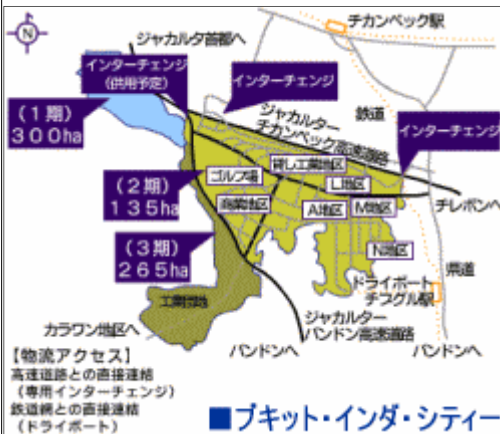 N
チカンペック駅
ジャカルタ首都へ
インターチェンジ
(供用予定)
インターチェンジ
(1期)
300ha
ジャカルター
チカンペック高速道路
鉄道
インターチェンジ
貸し工業地区
ゴルフ場
L地区
(2期)
135ha
商業地区
A地区
M地区
チレボンへ
(3期)
265ha
N地区
県道
ドライポート
チブグル駅
工業団地
カラワン地区へ
ジャカルター
バンドン高速道路
バンドンへ
バンドンへ
【物流アクセス】
高速道路との直接連結
(専用インターチェンジ)
鉄道網との直接連結
(ドライポート)
■ブキット・インダ・シティー